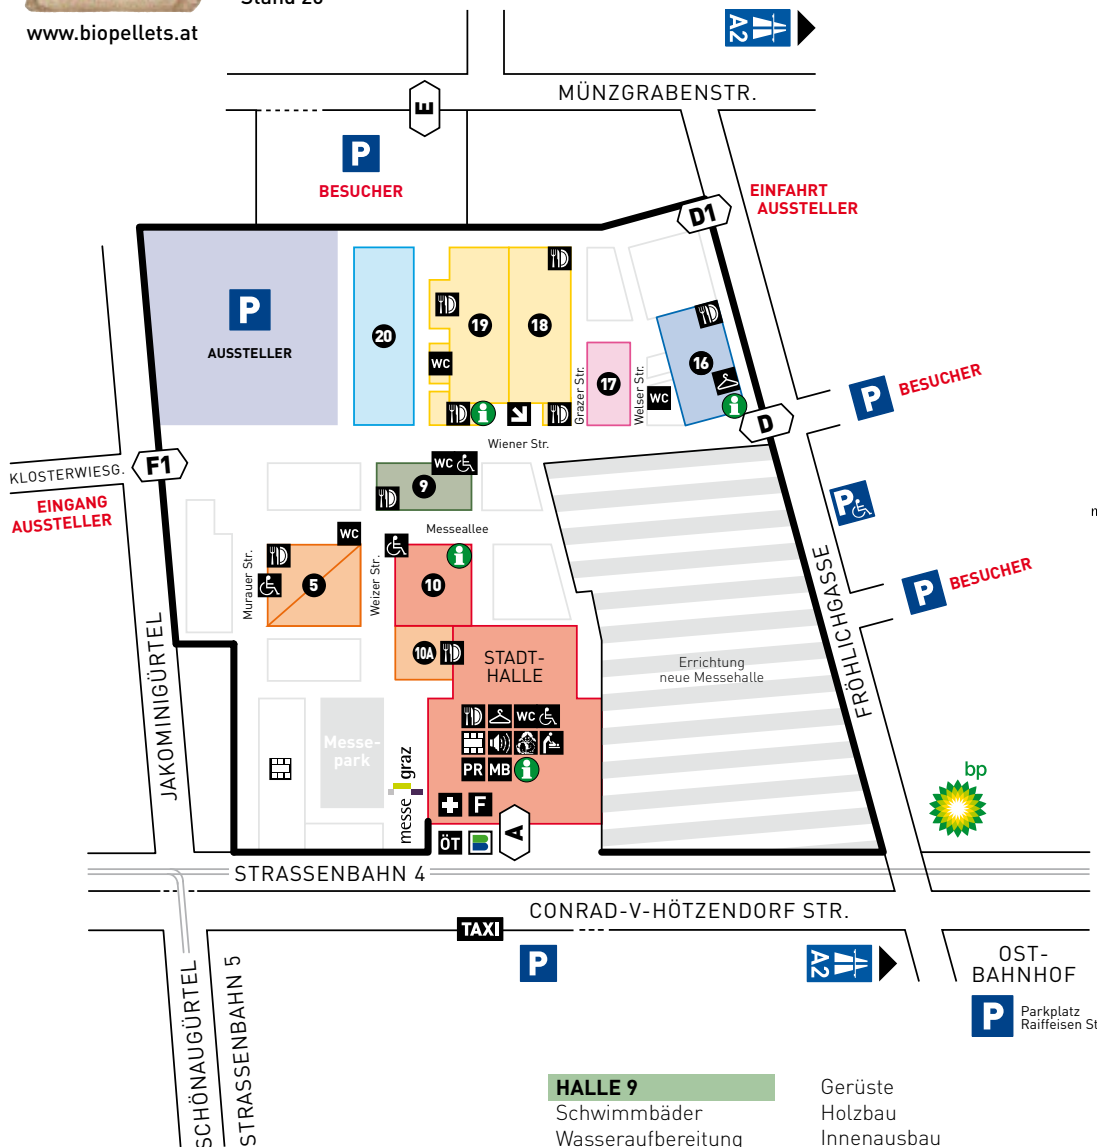 Stand 20
www.biopellets.at
A2
MÜNZGRABENSTR.
E
P
BESUCHER
EINFAHRT
AUSSTELLER
D1
P
AUSSTELLER
20
19
18
17
16
WC
WC
i
i
Grazer Str.
Welser Str.
Wiener Str.
D
P
BESUCHER
KLOSTERWIESG.
F1
EINGANG
AUSSTELLER
WC
9
P
Messeallee
WC
5
10
i
Murauer Str.
Weizer Str.
P
BESUCHER
FRÖHLICHGASSE
10A
STADT-
HALLE
Errichtung
neue Messehalle
JAKOMINIGÜRTEL
Messe-
park
messe graz
WC
PR
MB
i
F
ÖT
A
bp
STRASSENBAHN 4
CONRAD-V-HÖTZENDORF STR.
TAXI
P
A2
OST-
BAHNHOF
P
Parkplatz
Raiffeisen St
SCHÖNAUGÜRTEL
STRASSENBAHN 5
HALLE 9
Schwimmbäder
Wasseraufbereitung
Gerüste
Holzbau
Innenausbau